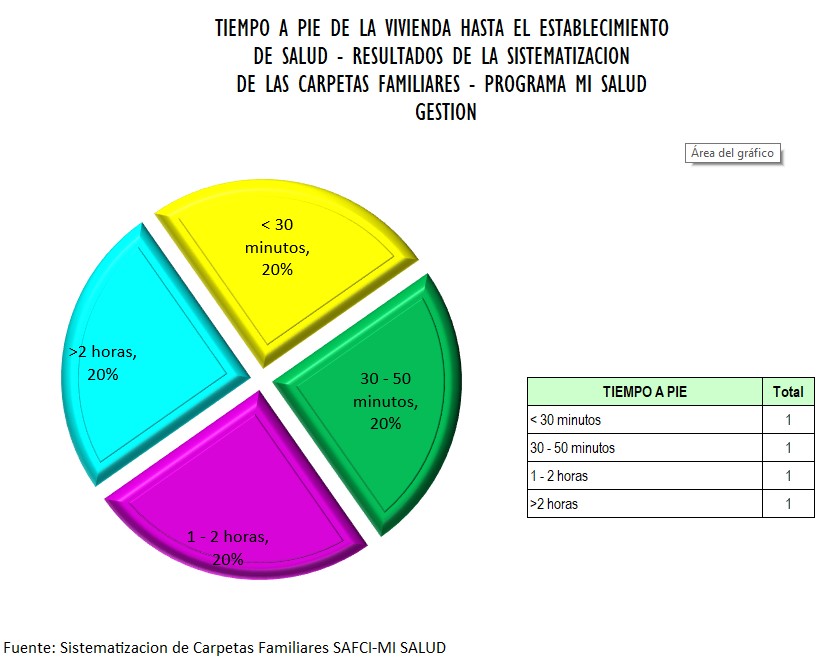 TIEMPO A PIE DE LA VIVIENDA HASTA EL ESTABLECIMIENTO
DE SALUD - RESULTADOS DE LA SISTEMATIZACION
DE LAS CARPETAS FAMILIARES - PROGRAMA MI SALUD
GESTION
Área del gráfico
< 30
minutos,
20%
>2 horas,
20%
30 - 50
minutos,
20%
1 - 2 horas,
20%
TIEMPO A PIE Total
< 30 minutos 1
30 - 50 minutos 1
1 - 2 horas 1
>2 horas 1
Fuente: Sistematizacion de Carpetas Familiares SAFCI-MI SALUD